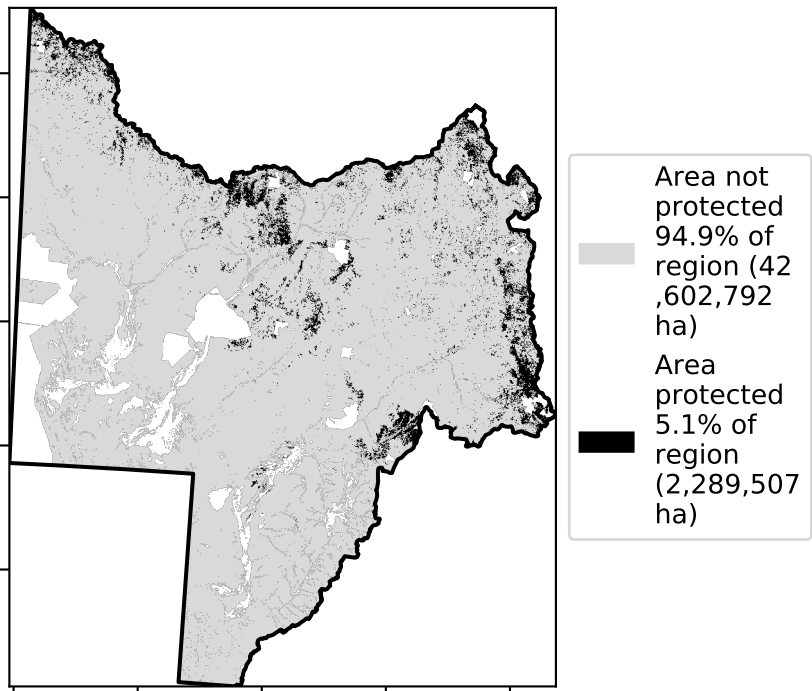 Area not
protected
94.9% of
region (42
,602,792
ha)
Area
protected
5.1% of
region
(2,289,507
ha)